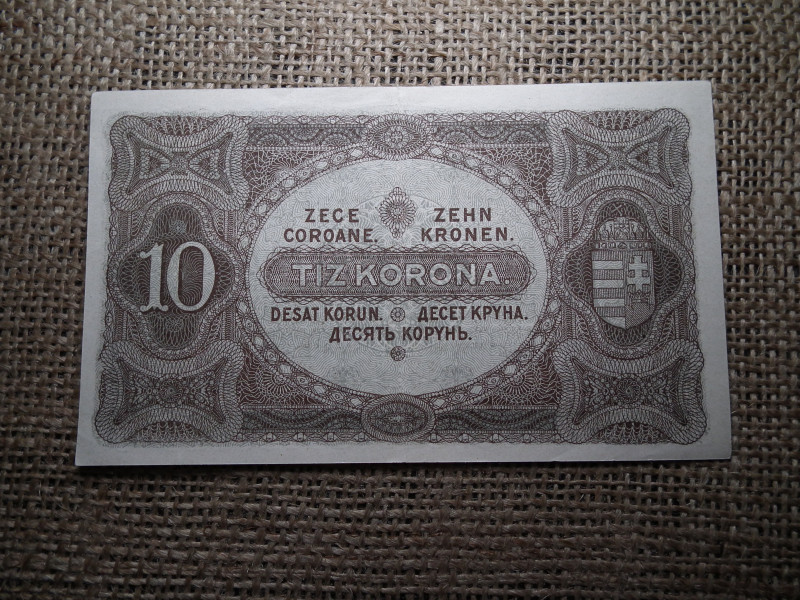 ZECE COROANE.
ZEHN KRONEN.
10
TIZ KORONA.
DESAT KORUN. ДЕСЕТ КРУНА.
ДЕСЯТЬ КОРУНЬ.